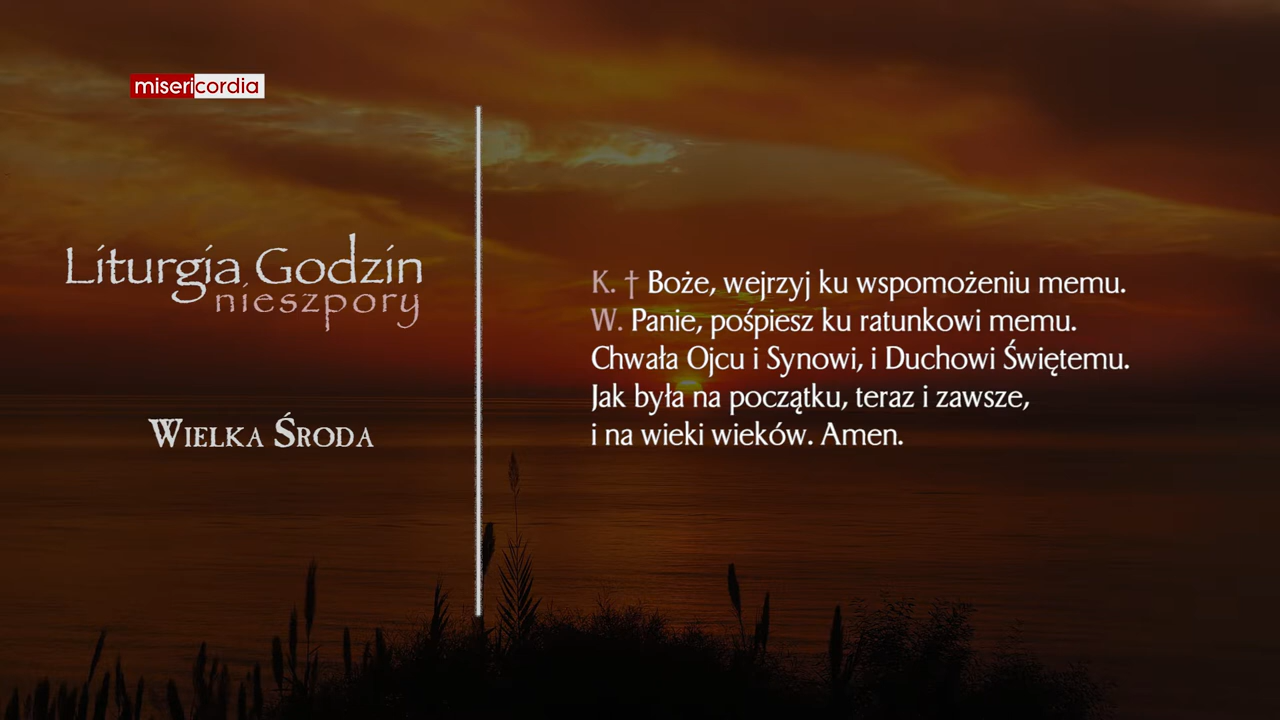 misericordia
Liturgia Godzin
nieszpory
Wielka Środa
K. † Boże, wejrzyj ku wspomożeniu memu.
W. Panie, pośpiesz ku ratunkowi memu.
Chwała Ojcu i Synowi, i Duchowi Świętemu.
Jak była na początku, teraz i zawsze,
i na wieki wieków. Amen.